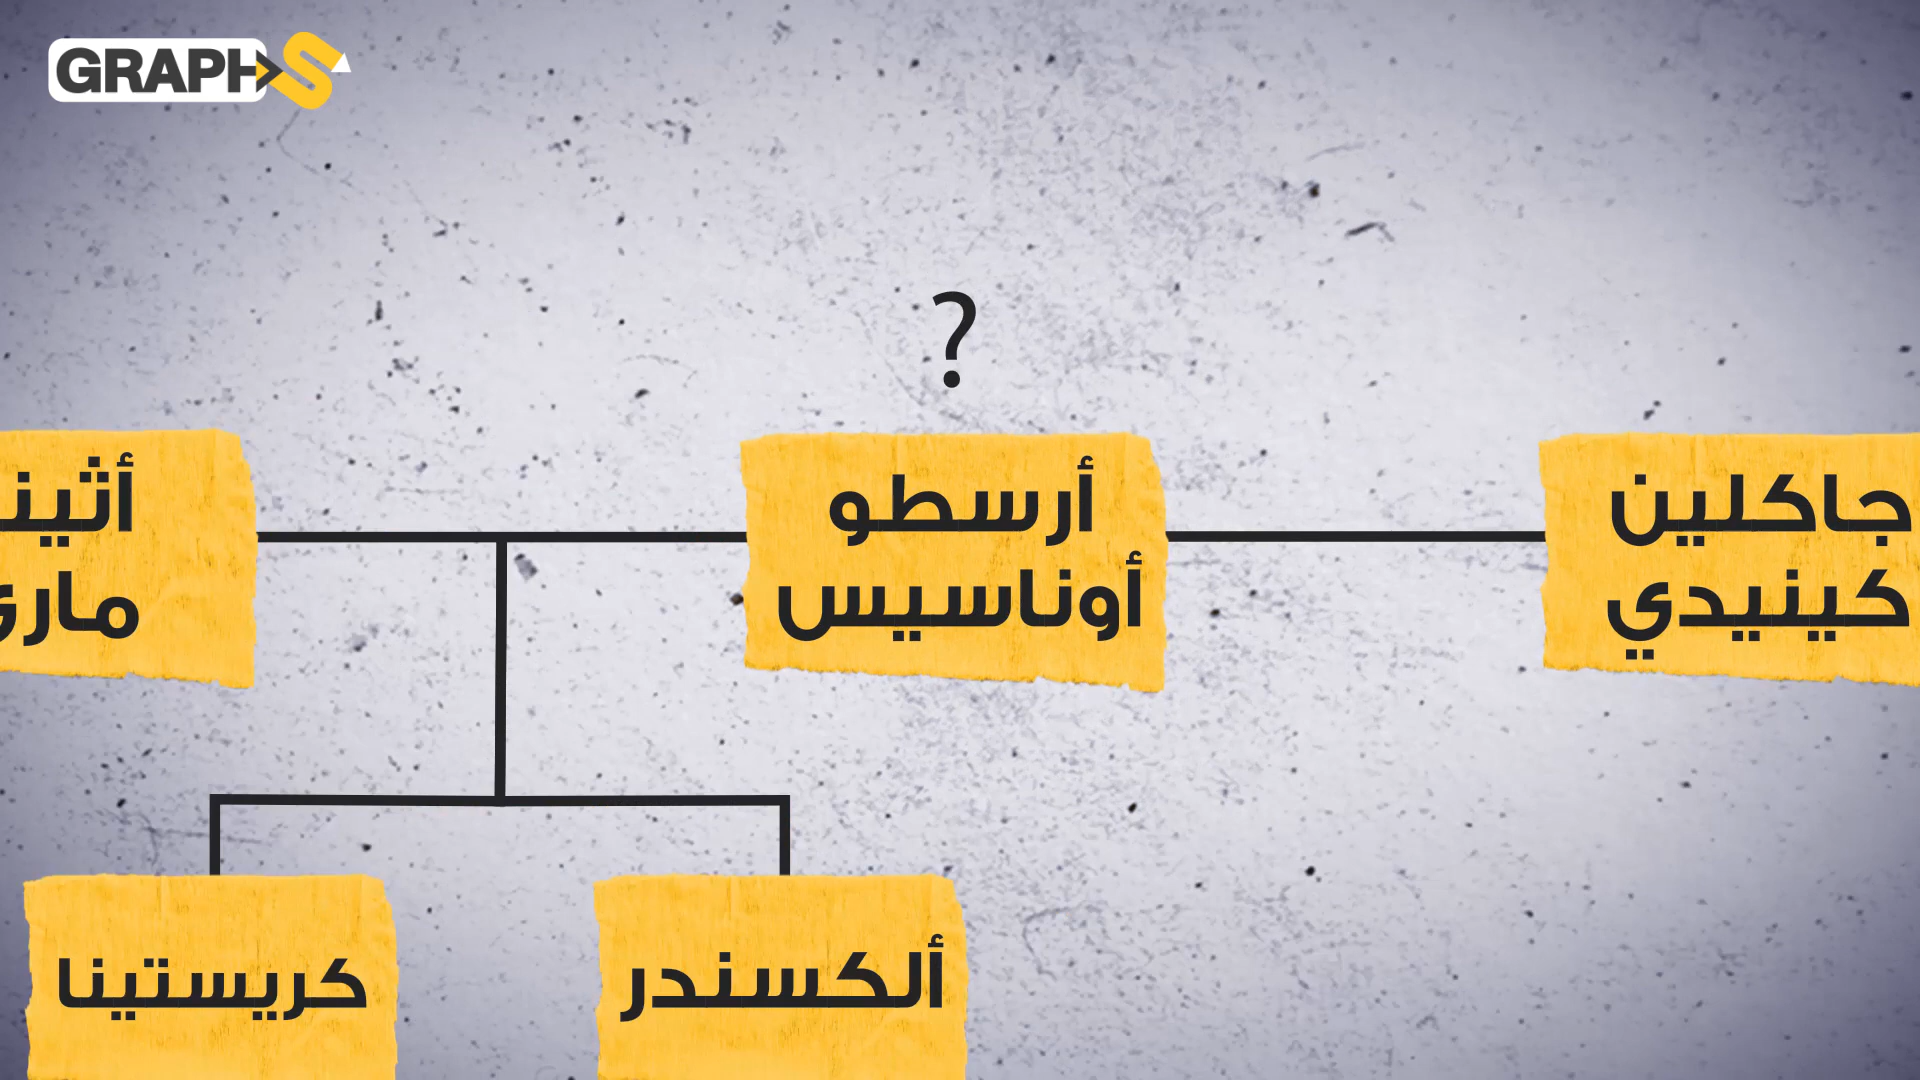 GRAPHS
?
جاكلين
كينيدي
أرسطو
أوناسيس
ألكسندر
كريستينا